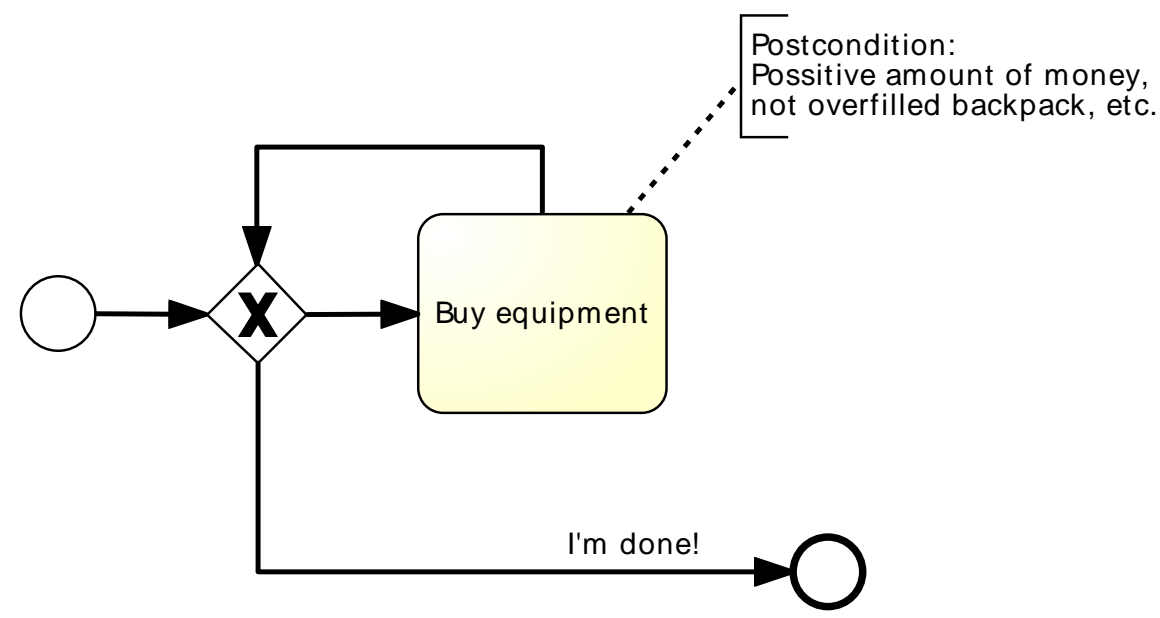 Postcondition:
Possitive amount of money,
not overfilled backpack, etc.
X
Buy equipment
I'm done!